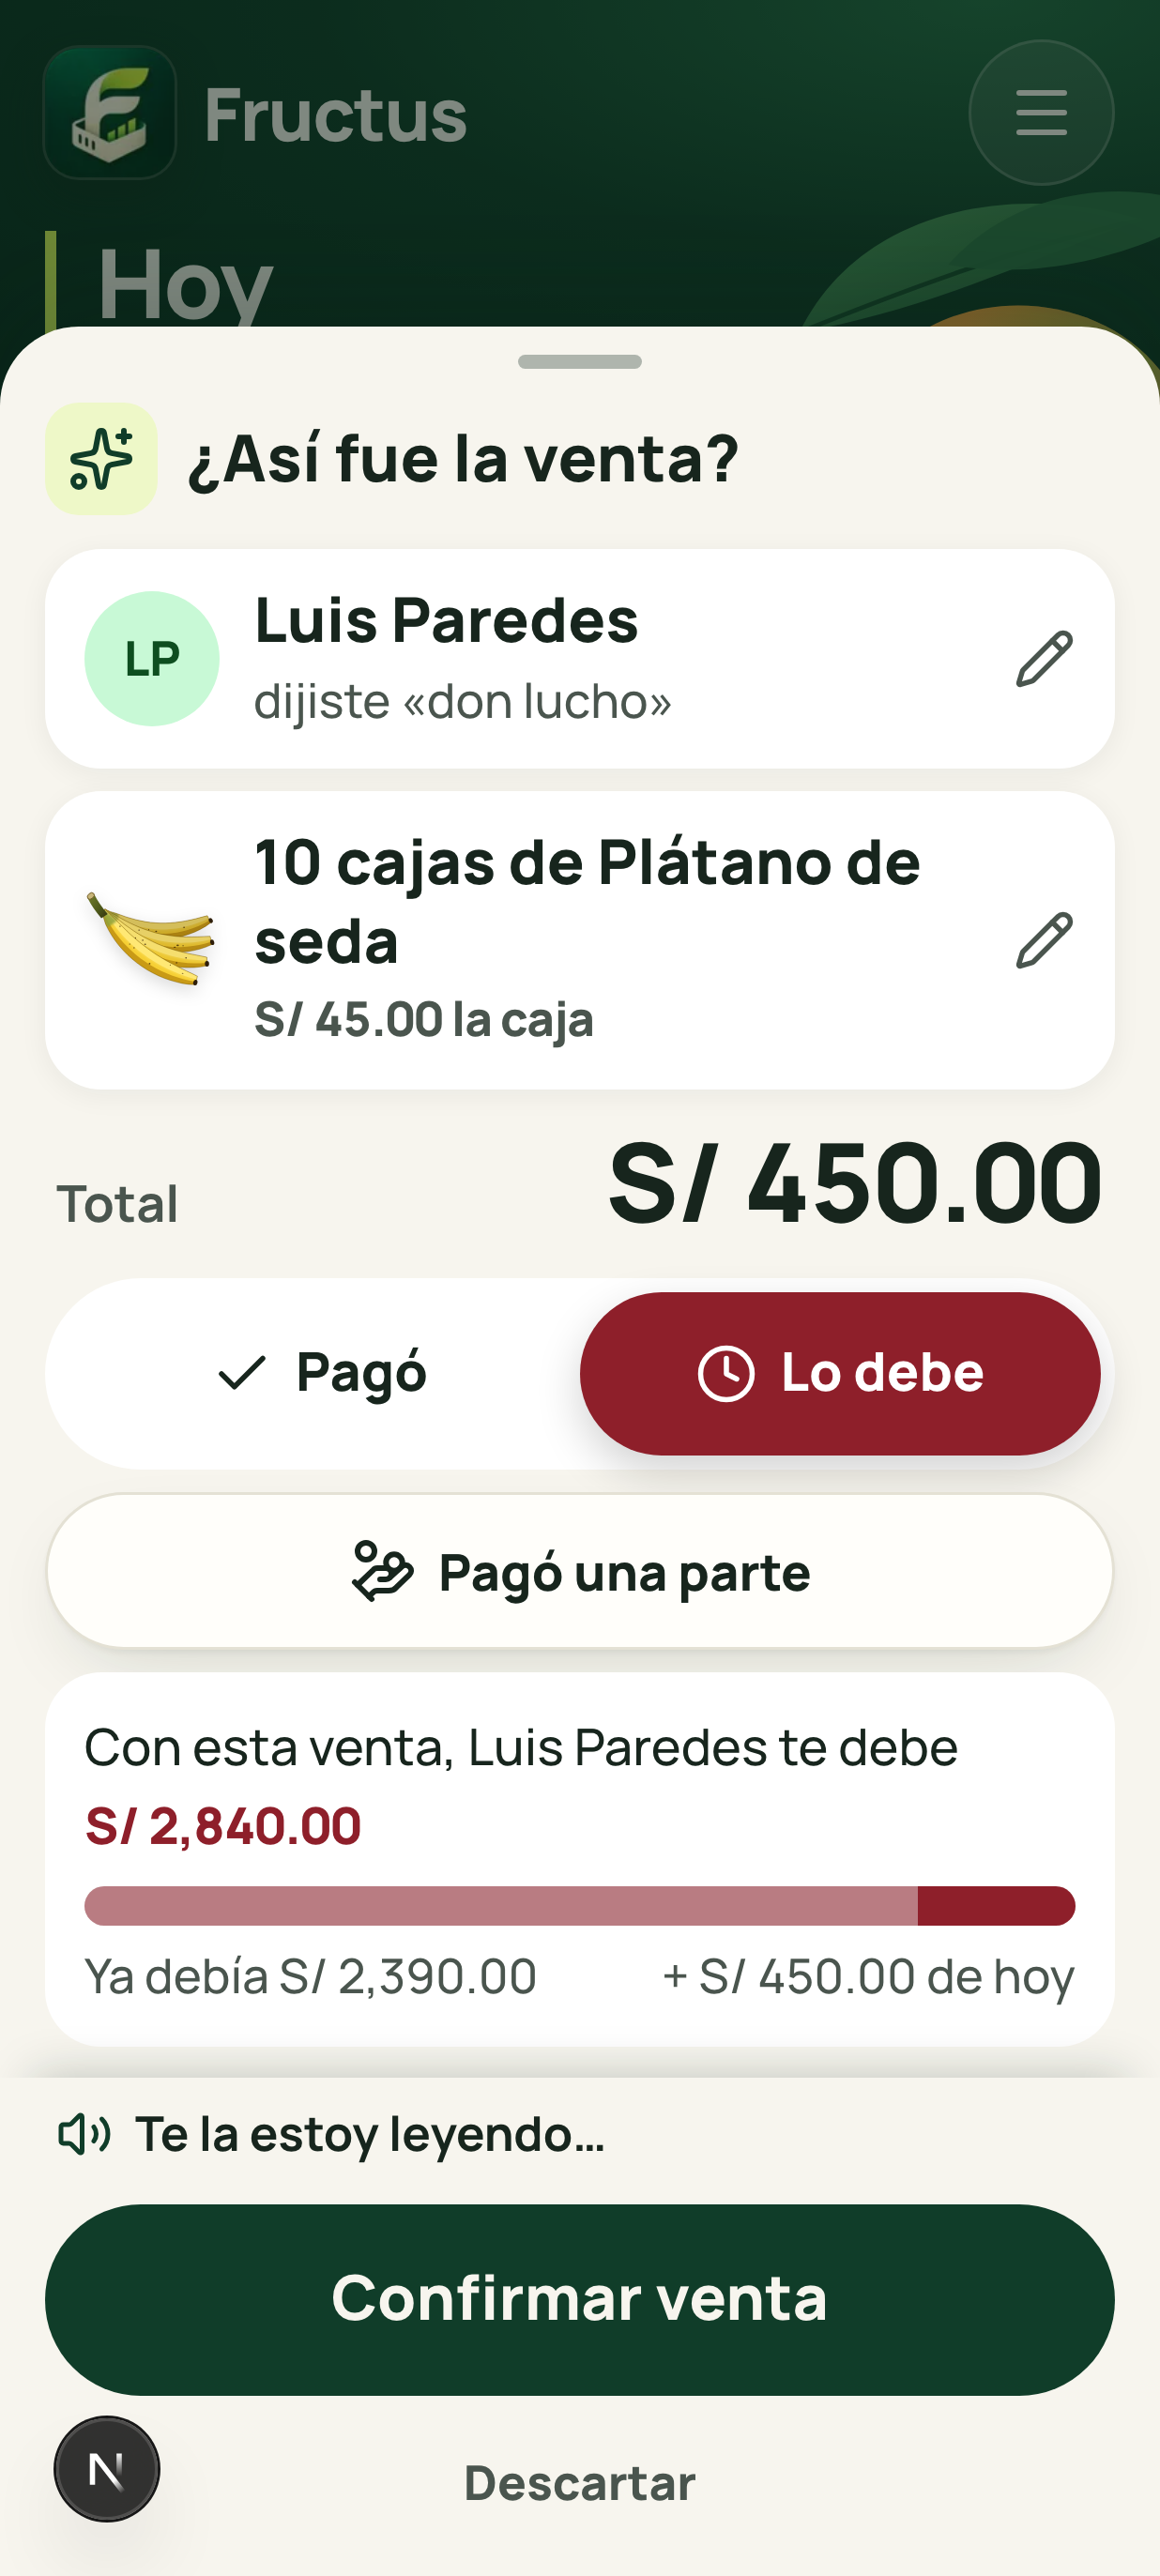 Fructus
Hoy
¿Así fue la venta?
LP
Luis Paredes
dijiste «don lucho»
10 cajas de Plátano de
seda
S/ 45.00 la caja
Total
S/ 450.00
Pagó
Lo debe
Pagó una parte
Con esta venta, Luis Paredes te debe
S/ 2,840.00
Ya debía S/ 2,390.00
+ S/ 450.00 de hoy
Te la estoy leyendo...
Confirmar venta
N
Descartar